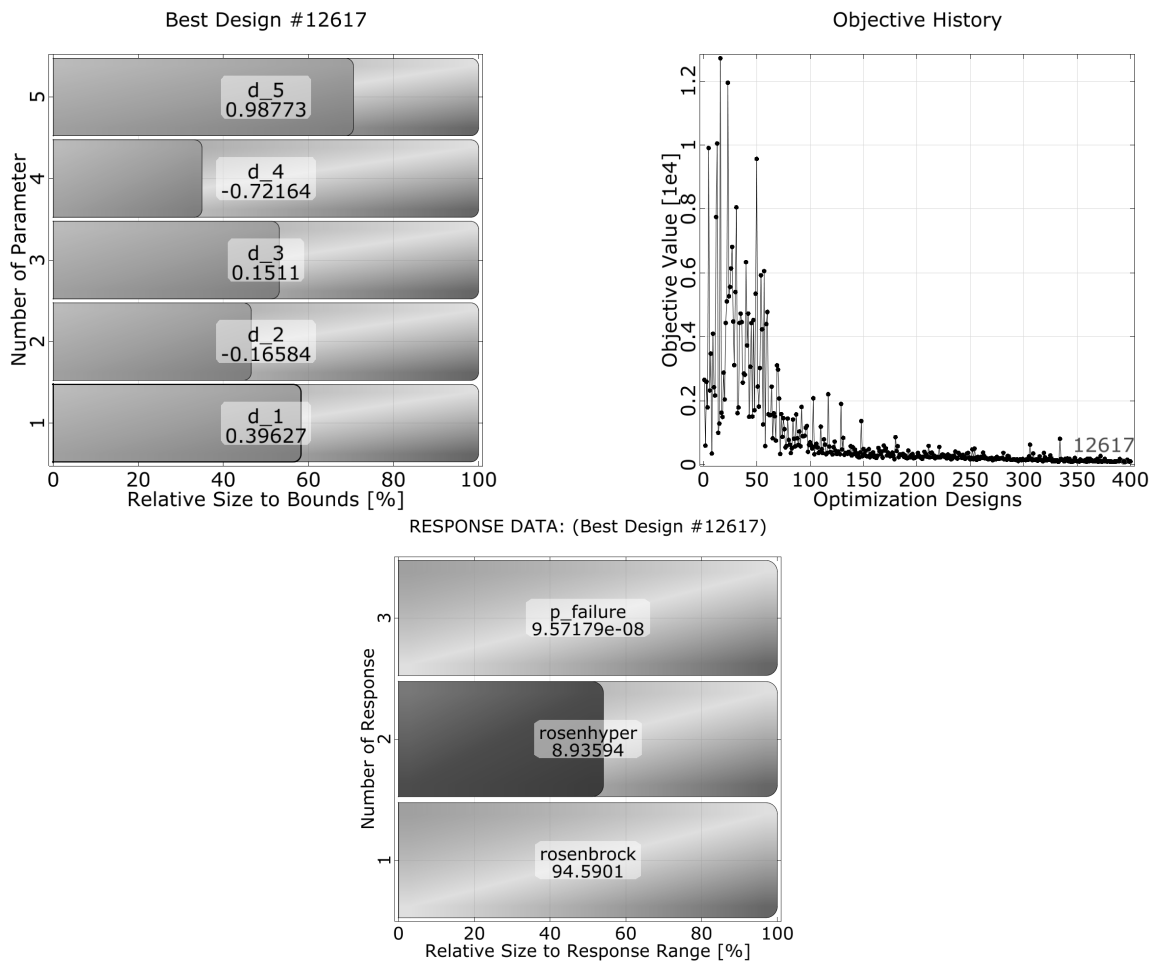 Best Design #12617
Number of Parameter
5
4
3
2
1
d_5
0.98773
d_4
-0.72164
d_3
0.1511
d_2
-0.16584
d_1
0.39627
0 20 40 60 80 100
Relative Size to Bounds [%]
Objective History
Objective Value [1e4]
1.2
1
0.8
0.6
0.4
0.2
0
12617
0 50 100 150 200 250 300 350 400
Optimization Designs
RESPONSE DATA: (Best Design #12617)
Number of Response
3
2
1
p_failure
9.57179e-08
rosenhyper
8.93594
rosenbrock
94.5901
0 20 40 60 80 100
Relative Size to Response Range [%]